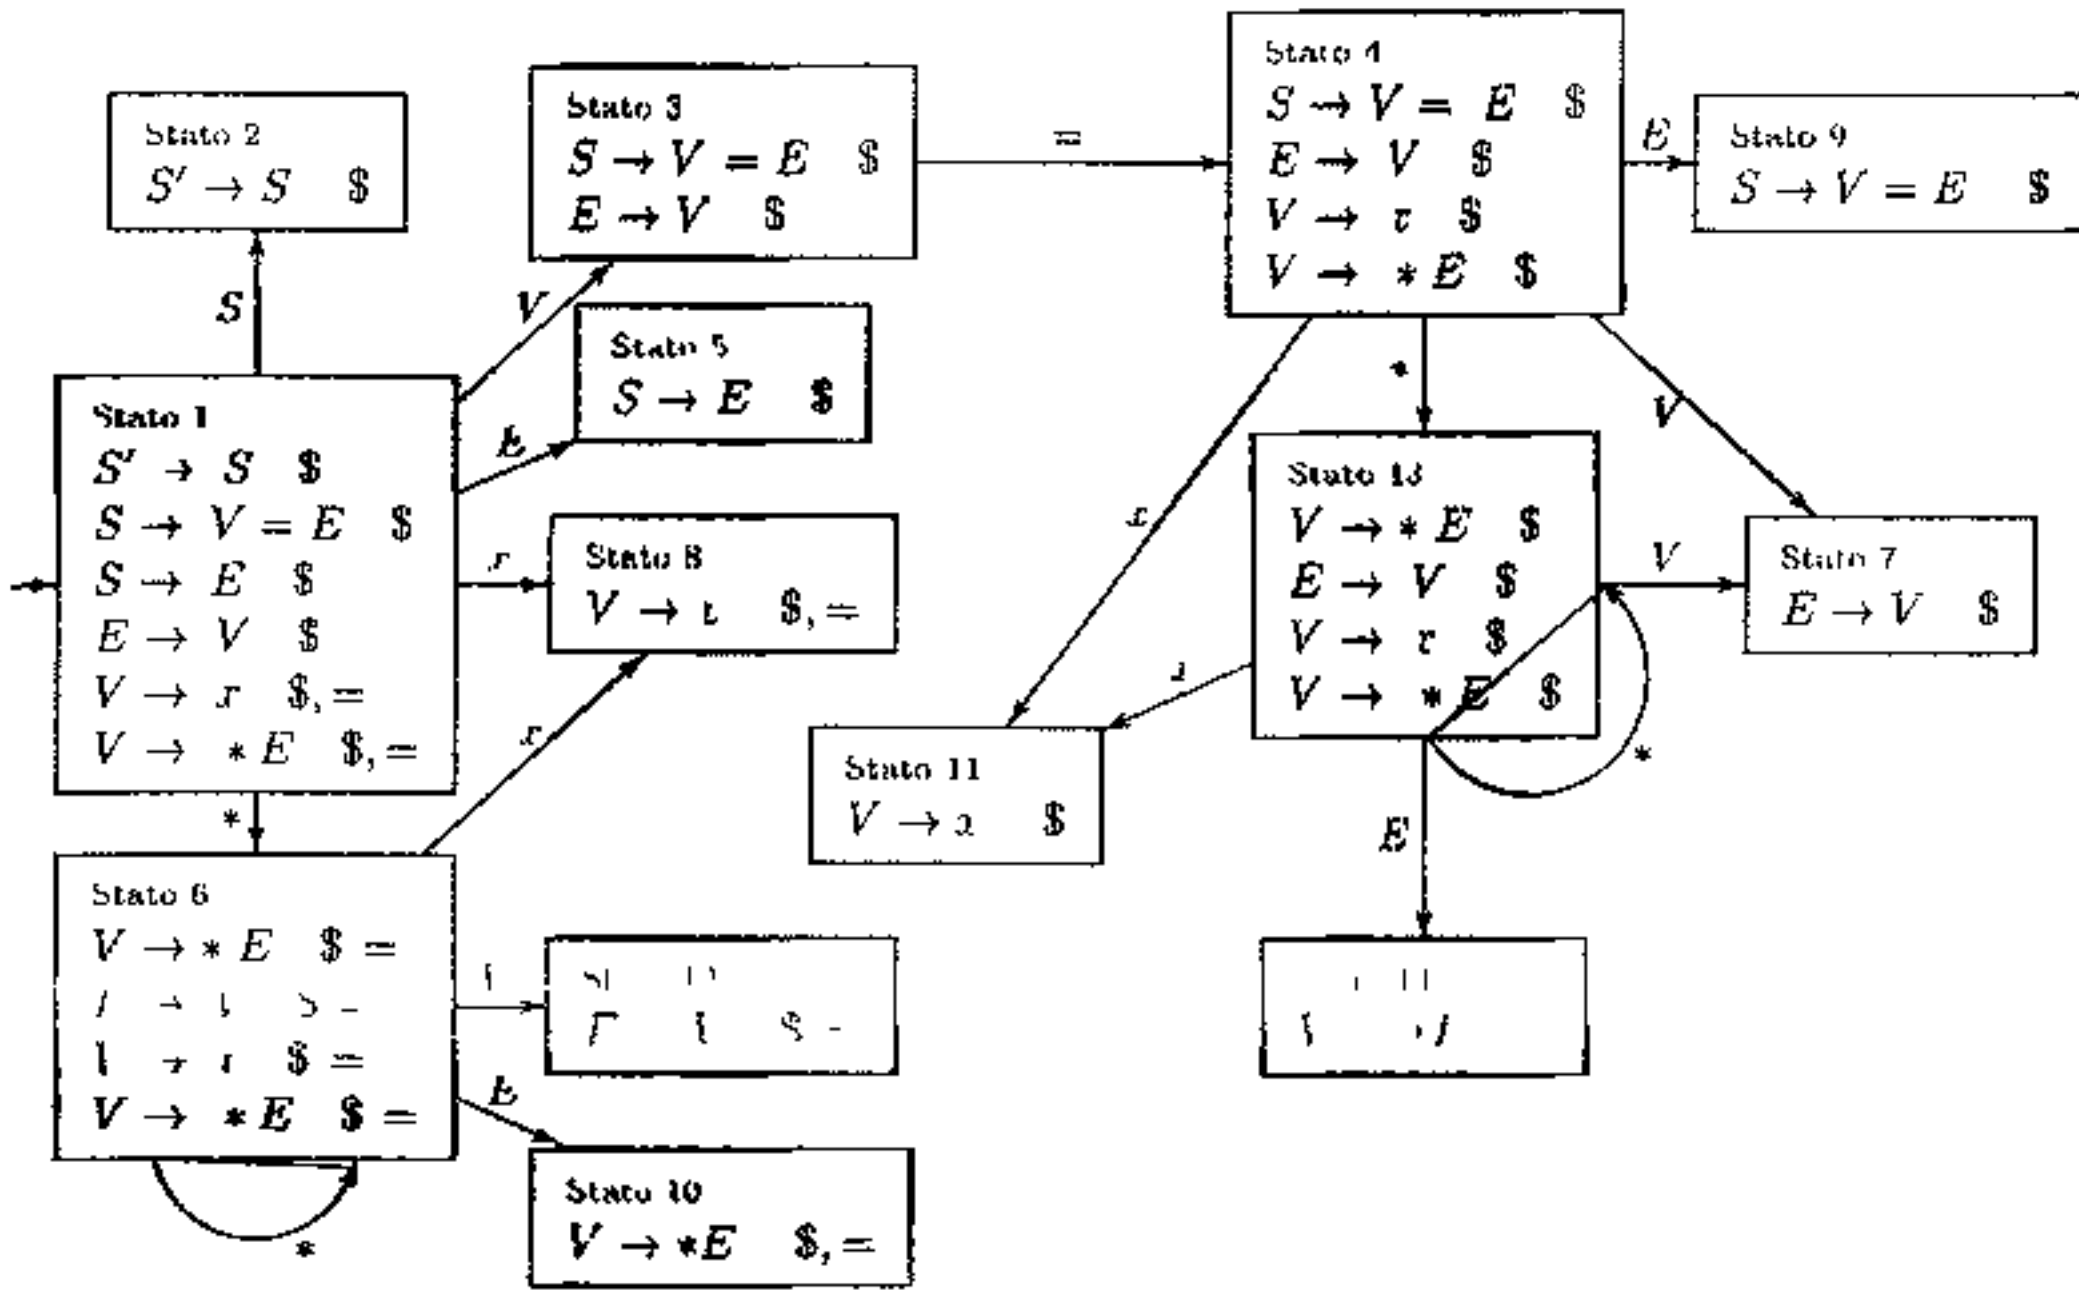 Stato 2
S' → S $
Stato 3
S → V = E $
E → V $
=
Stato 4
S → V = E $
E → V $
V → $
V → * E $
E
Stato 9
S → V = E $
S
V
Stato 5
S → E $
E
*
V
Stato 1
S' → S $
S → V = E $
S → E $
E → V $
V → x $, =
V → * E $, =
x
Stato 8
V → $, =
x
Stato 13
V → * E $
E → V $
V → $
V → * E $
V
Stato 7
E → V $
x
*
Stato 11
V → $
E
*
Stato 6
V → * E $ =
→ $ =
V → * E $ =
E
*
Stato 10
V → *E $, =